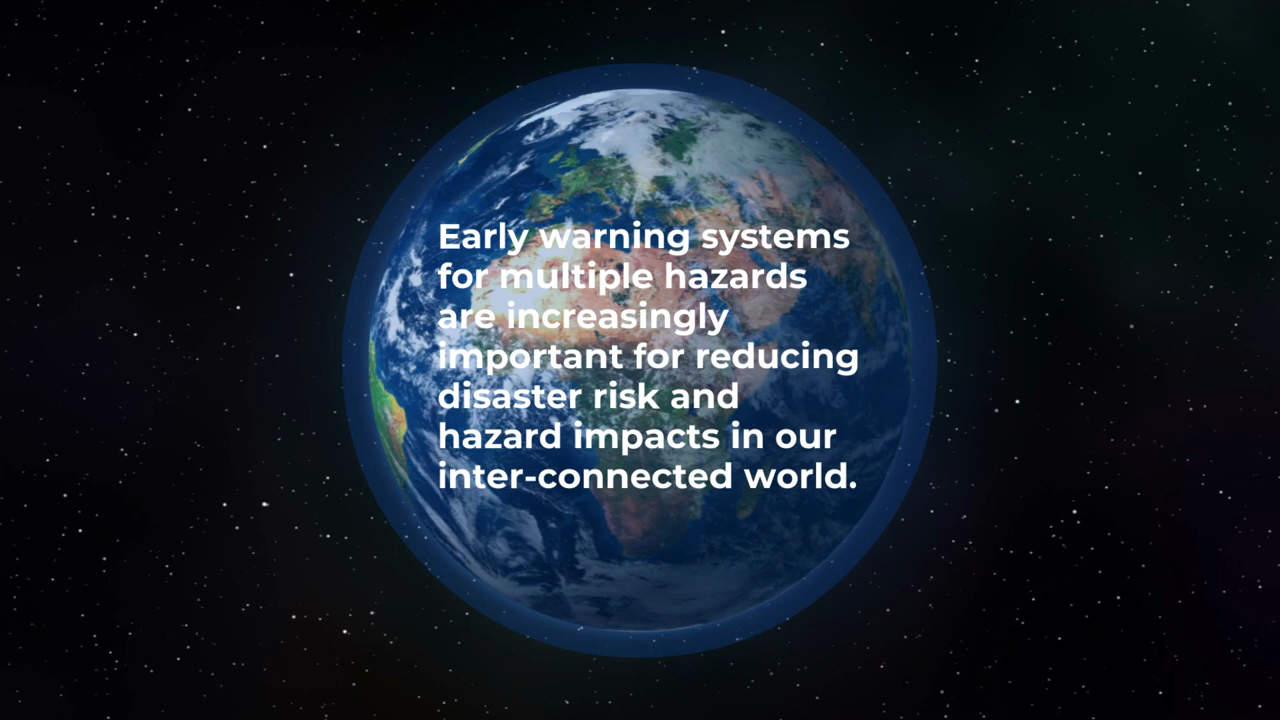 Early warning systems
for multiple hazards
are increasingly
important for reducing
disaster risk and
hazard impacts in our
inter-connected world.